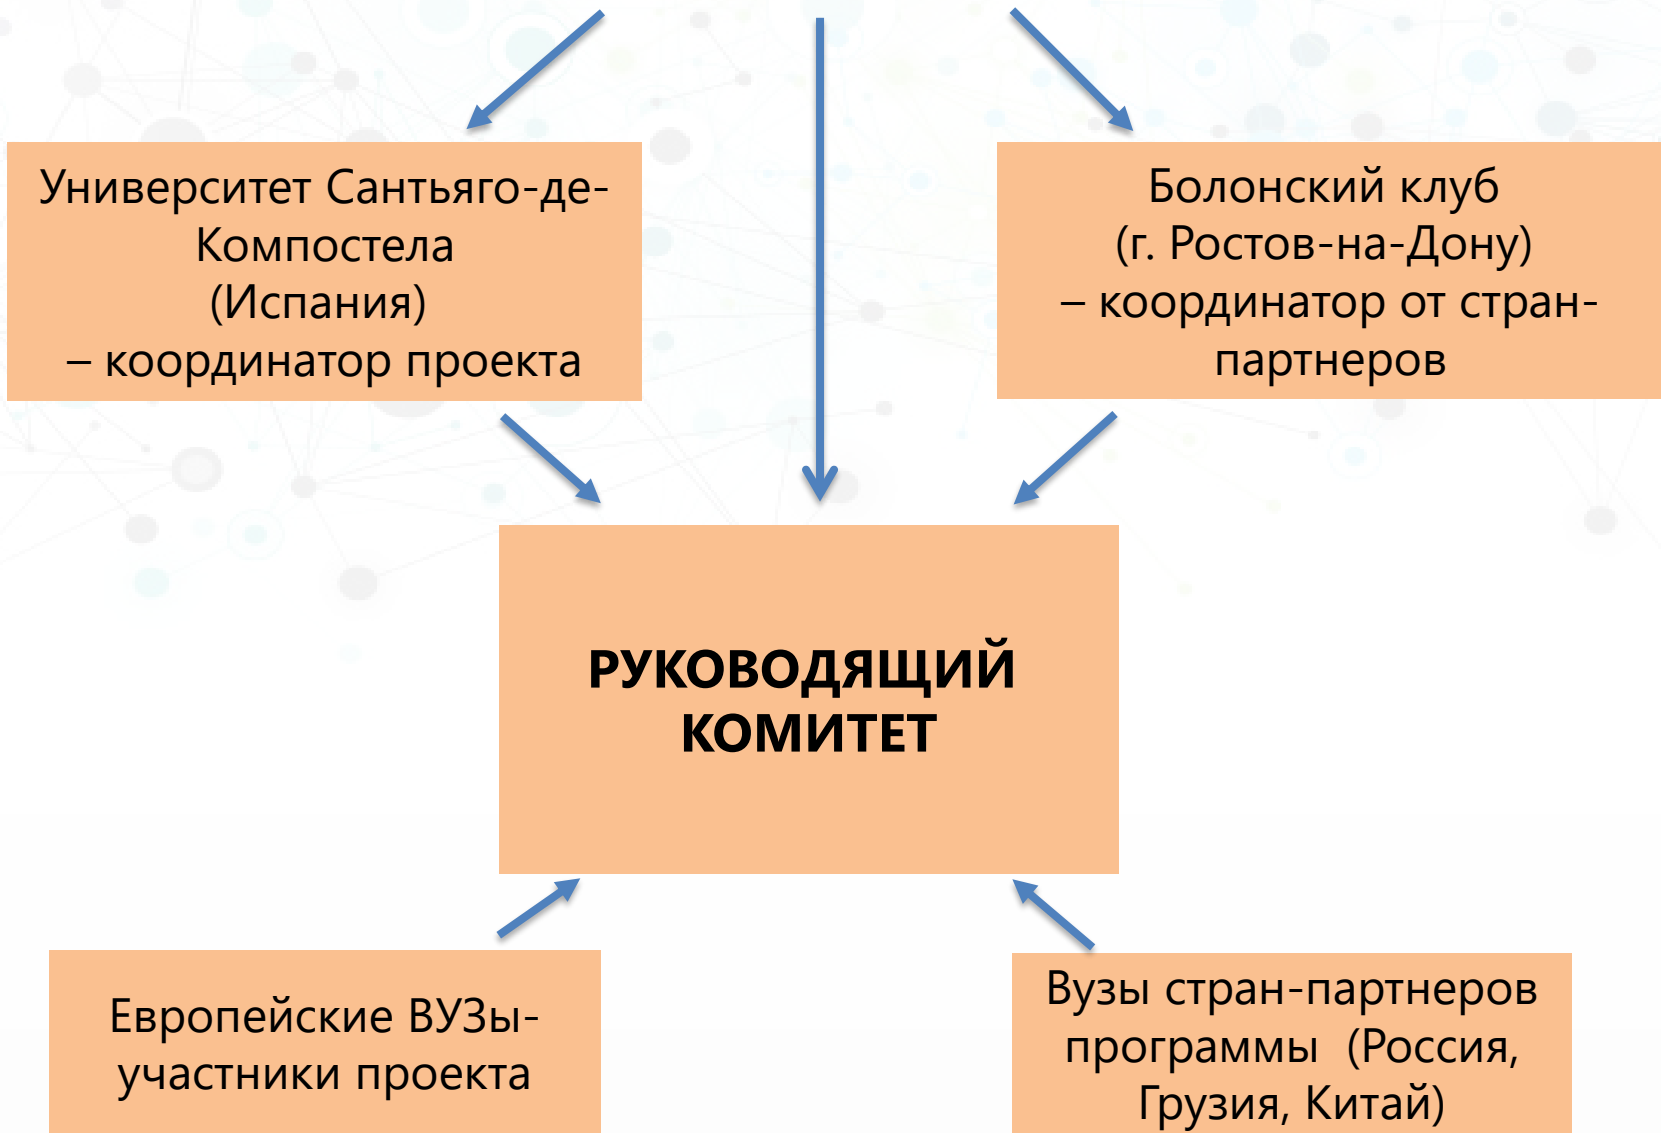 Университет Сантьяго-де-
Компостела
(Испания)
– координатор проекта
Болонский клуб
(г. Ростов-на-Дону)
– координатор от стран-
партнеров
РУКОВОДЯЩИЙ
КОМИТЕТ
Европейские ВУЗы-
участники проекта
Вузы стран-партнеров
программы (Россия,
Грузия, Китай)